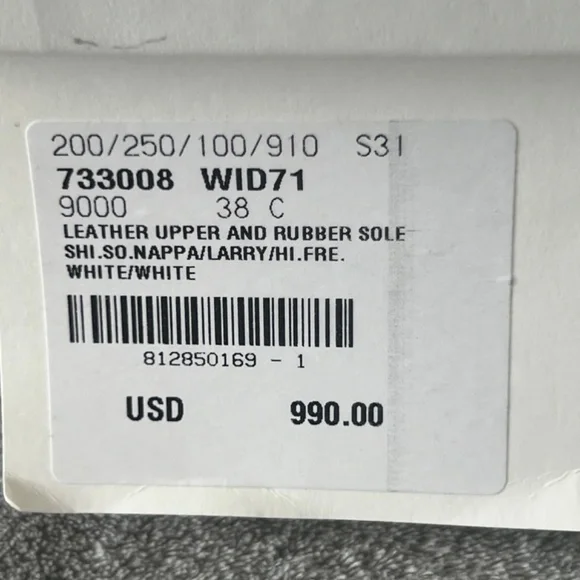 200/250/100/910 S31
733008 WID71
9000 38 C
LEATHER UPPER AND RUBBER SOLE
SHI.SO.NAPPA/LARRY/HI.FRE.
WHITE/WHITE
812850169 - 1
USD 990.00